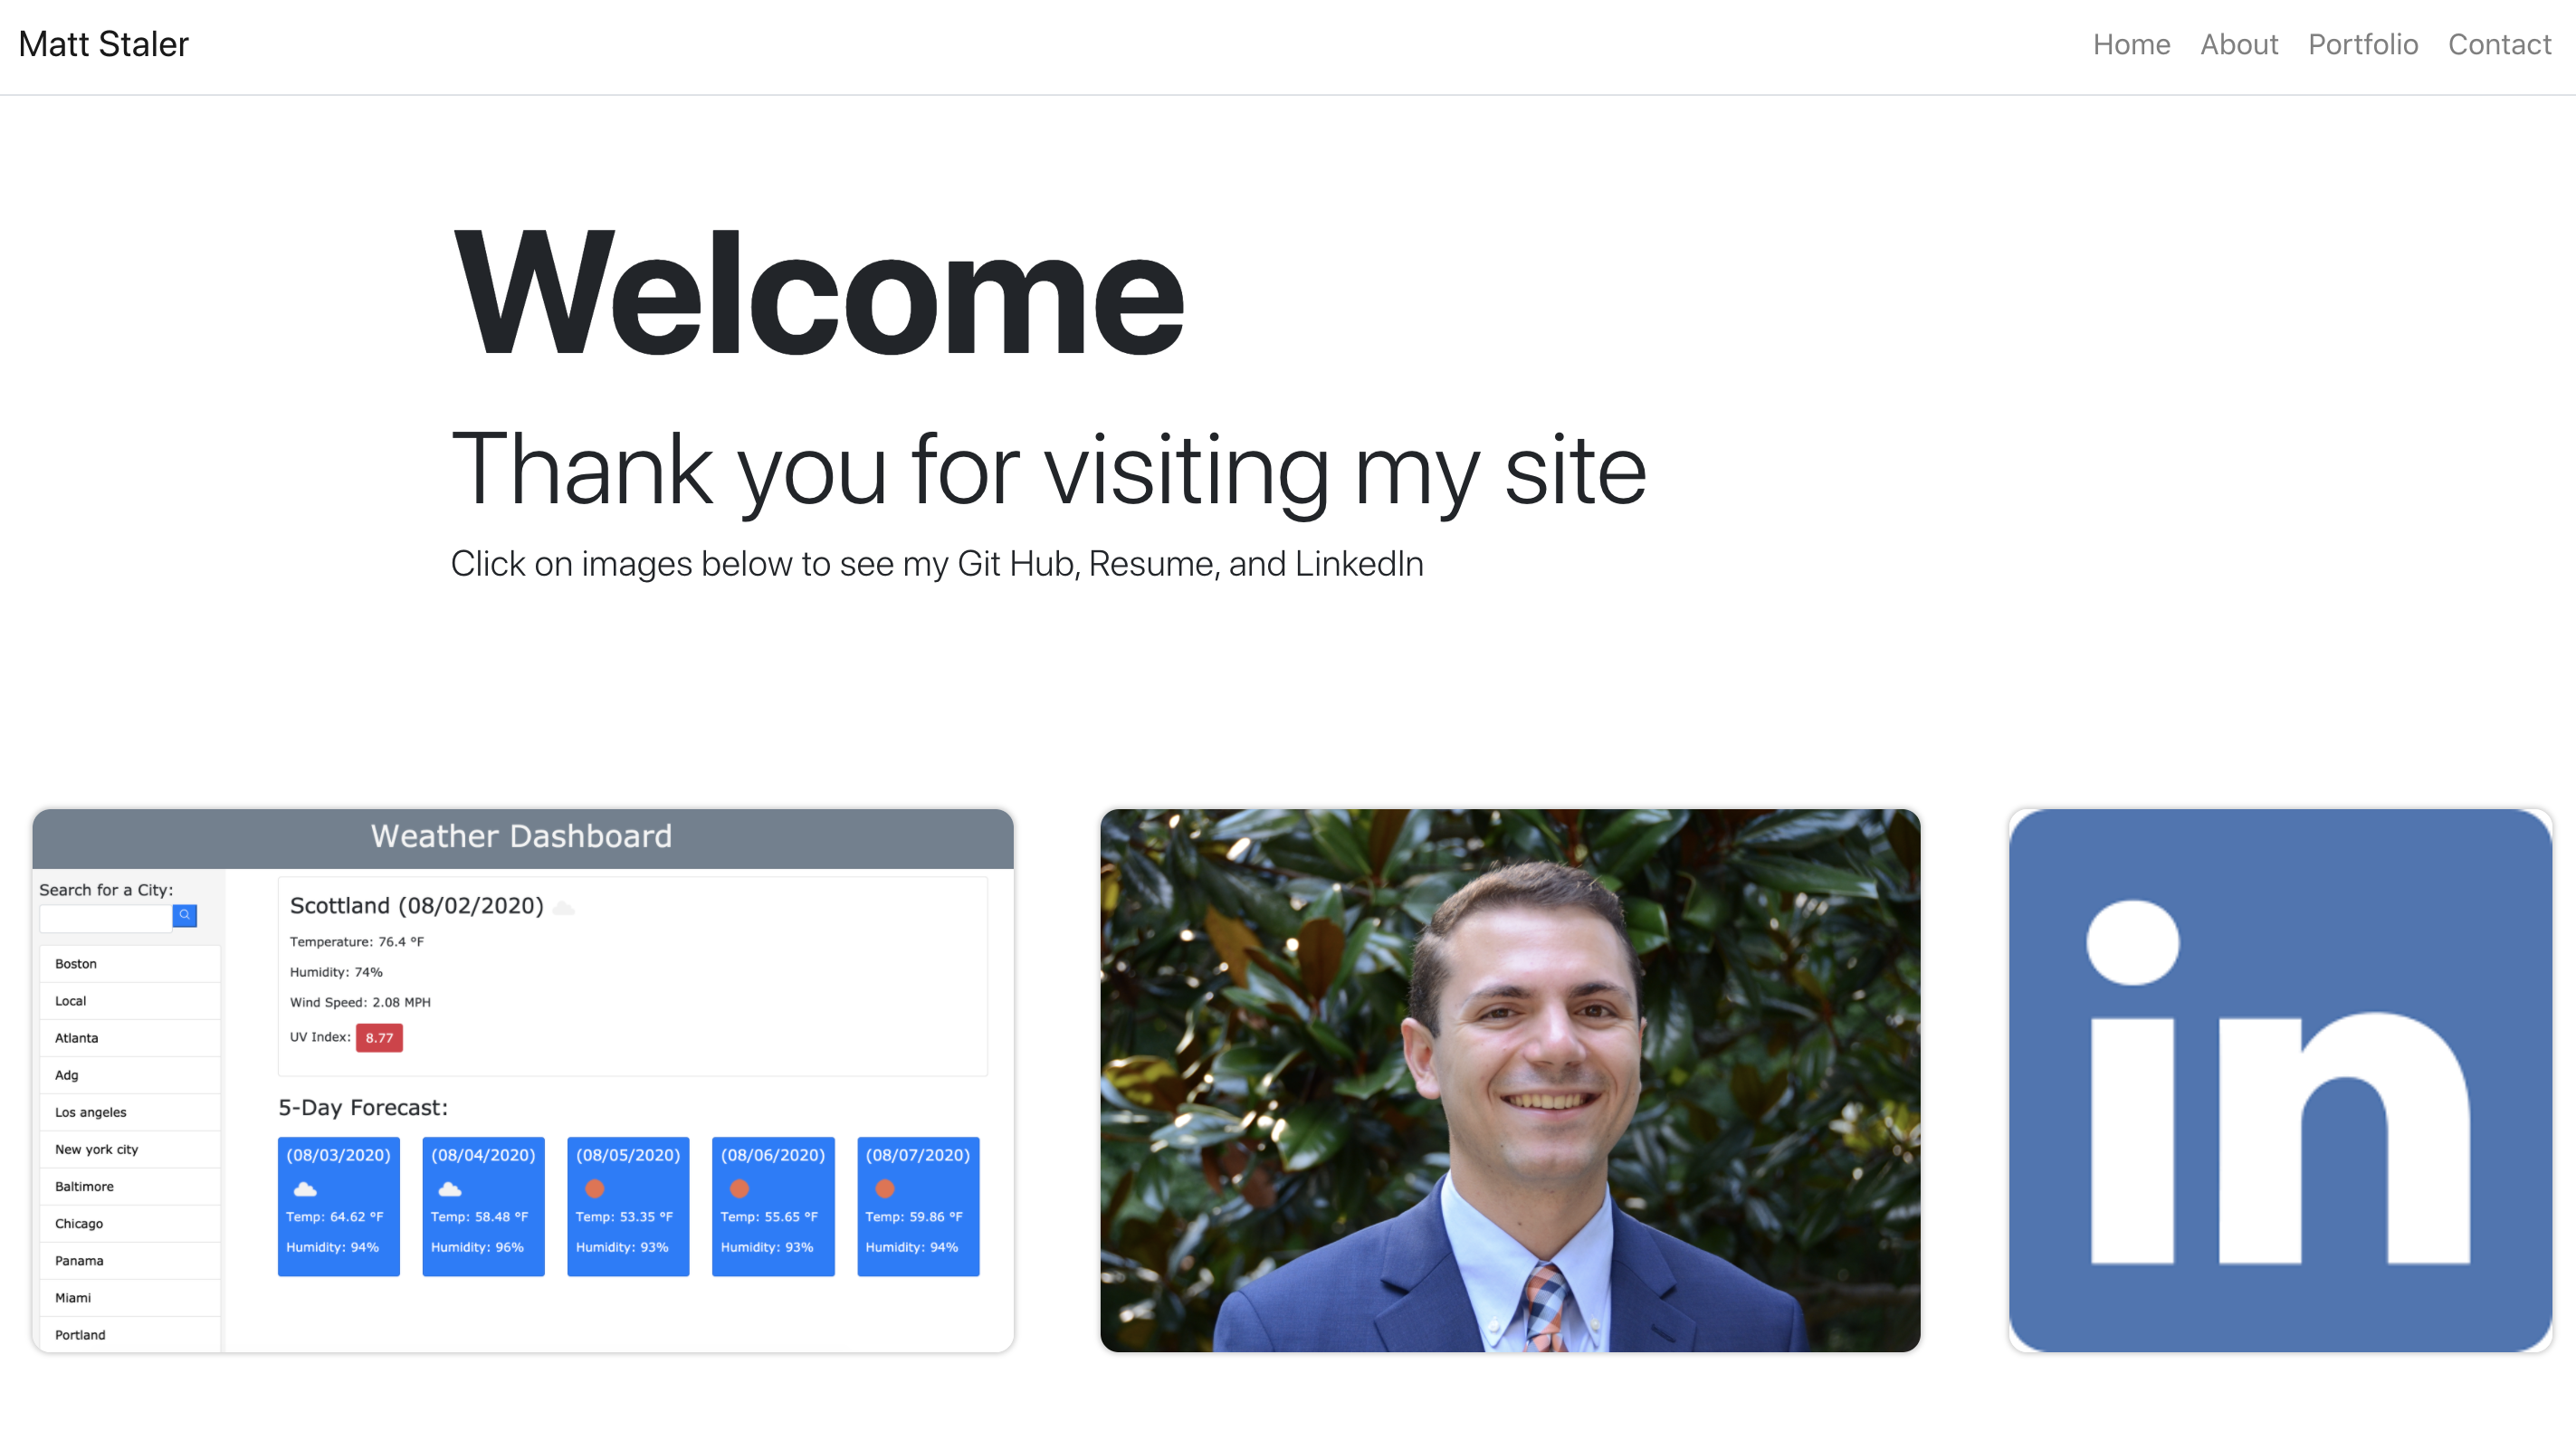 Matt Staler
Home About Portfolio Contact
Welcome
Thank you for visiting my site
Click on images below to see my Git Hub, Resume, and LinkedIn
Weather Dashboard
Search for a City:
Boston
Local
Atlanta
Adg
Los angeles
New york city
Baltimore
Chicago
Panama
Miami
Portland
Scottland (08/02/2020)
Temperature: 76.4 °F
Humidity: 74%
Wind Speed: 2.08 MPH
UV Index: 8.77
5-Day Forecast:
(08/03/2020)
Temp: 64.62 °F
Humidity: 94%
(08/04/2020)
Temp: 58.48 °F
Humidity: 96%
(08/05/2020)
Temp: 53.35 °F
Humidity: 93%
(08/06/2020)
Temp: 55.65 °F
Humidity: 93%
(08/07/2020)
Temp: 59.86 °F
Humidity: 94%
in